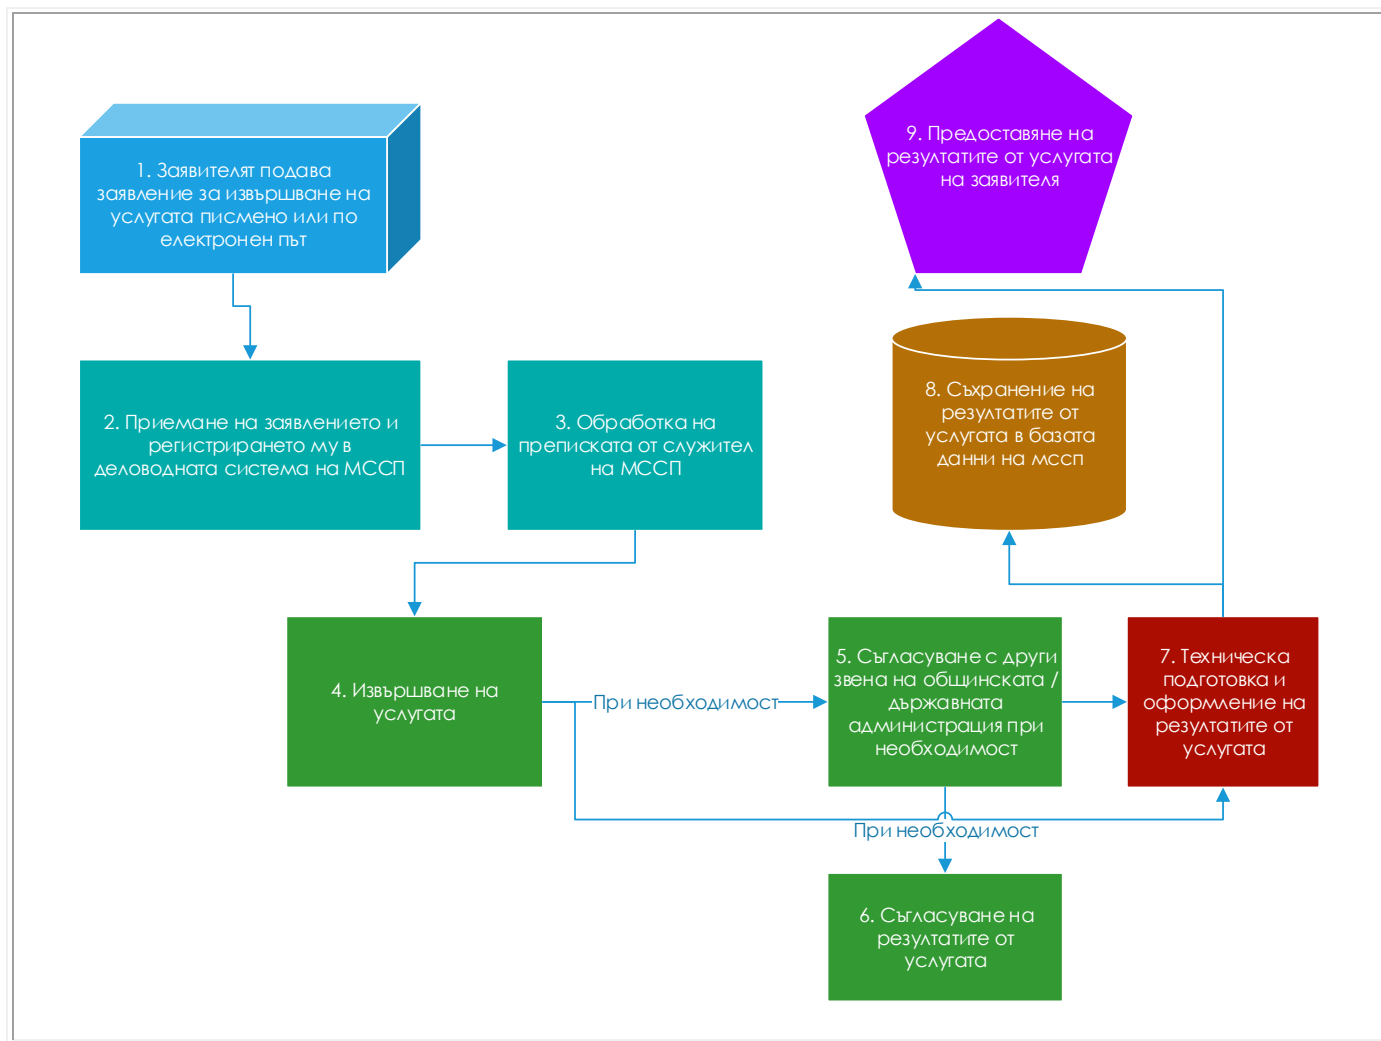 1. Заявителят подава
заявление за извършване на
услугата писмено или по
електронен път
2. Приемане на заявлението и
регистрирането му в
деловодната система на МССП
3. Обработка на
преписката от служител
на МССП
4. Извършване на
услугата
При необходимост
5. Съгласуване с други
звена на общинската /
държавната
администрация при
необходимост
При необходимост
6. Съгласуване на
резултатите от
услугата
7. Техническа
подготовка и
оформление на
резултатите от
услугата
8. Съхранение на
резултатите от
услугата в базата
данни на мссп
9. Предоставяне на
резултатите от услугата
на заявителя